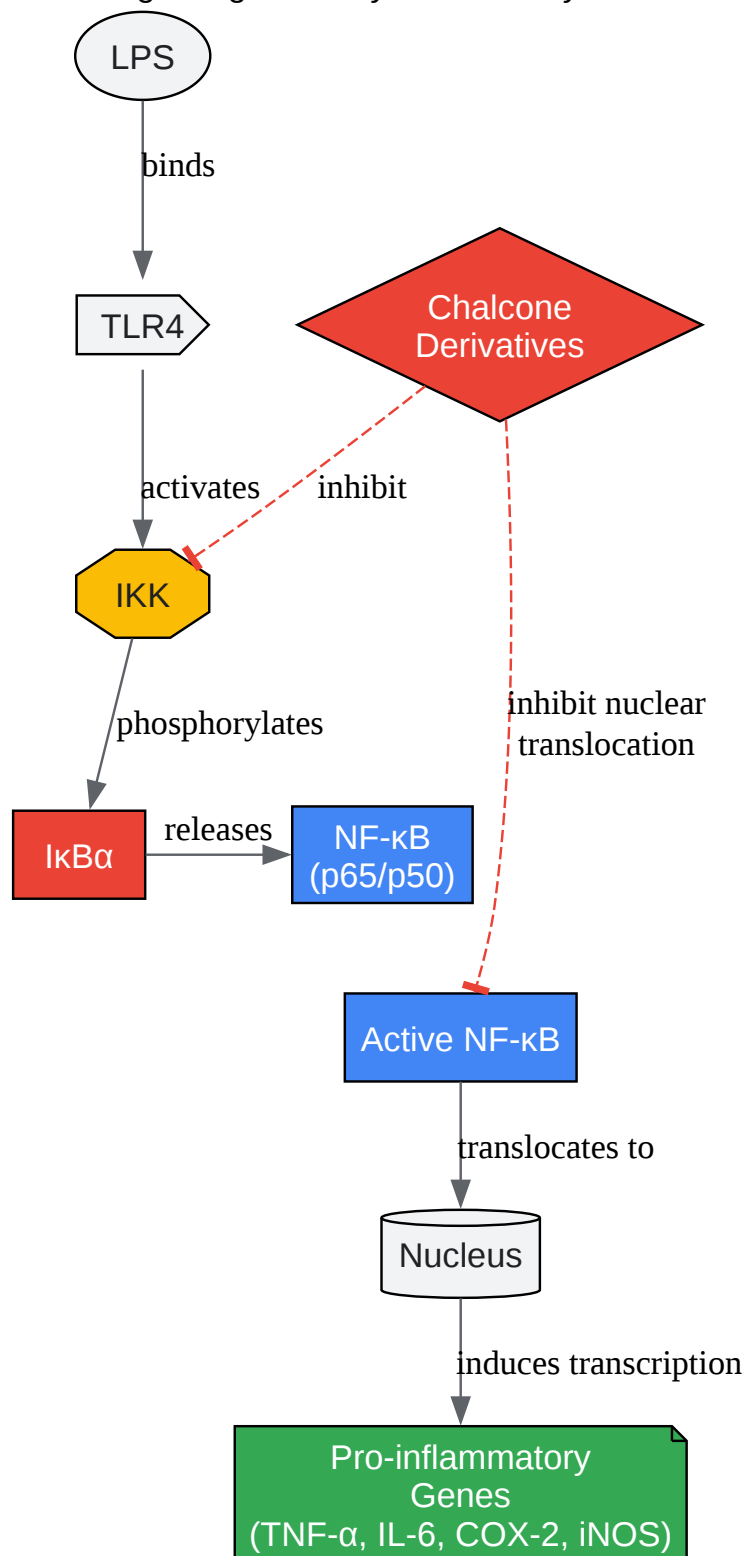 LPS
binds
TLR4
Chalcone
Derivatives
activates
inhibit
IKK
inhibit nuclear
translocation
phosphorylates
releases
IκBα
NF-κB
(p65/p50)
Active NF-κB
translocates to
Nucleus
induces transcription
Pro-inflammatory
Genes
(TNF-α, IL-6, COX-2, iNOS)